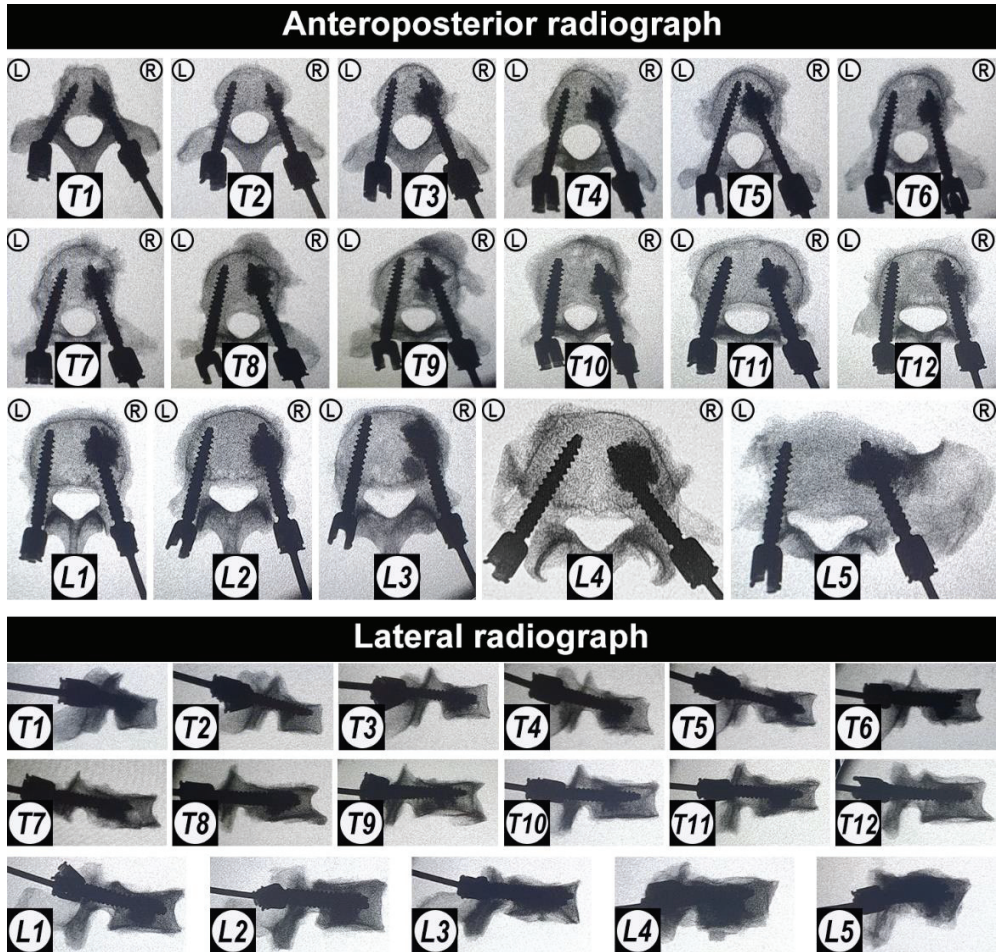 Anteroposterior radiograph
L R L R L R L R L R L R
T1 T2 T3 T4 T5 T6
L R L R L R L R L R L R
T7 T8 T9 T10 T11 T12
L R L R L R L R L R
L1 L2 L3 L4 L5
Lateral radiograph
T1 T2 T3 T4 T5 T6
T7 T8 T9 T10 T11 T12
L1 L2 L3 L4 L5